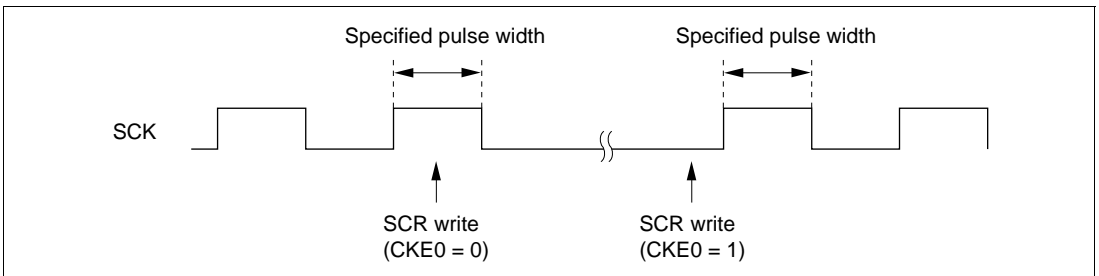 Specified pulse width
Specified pulse width
SCK
SCR write
(CKE0 = 0)
SCR write
(CKE0 = 1)